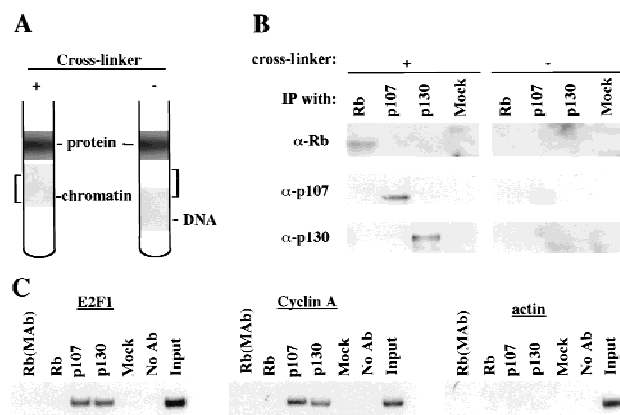 A
Cross-linker
+ -
protein
chromatin
DNA
B
cross-linker: + -
IP with: Rb p107 p130 Mock Rb p107 p130 Mock
α-Rb
α-p107
α-p130
C
E2F1
Rb(MAb) Rb p107 p130 Mock No Ab Input
Cyclin A
Rb(MAb) Rb p107 p130 Mock No Ab Input
actin
Rb(MAb) Rb p107 p130 Mock No Ab Input